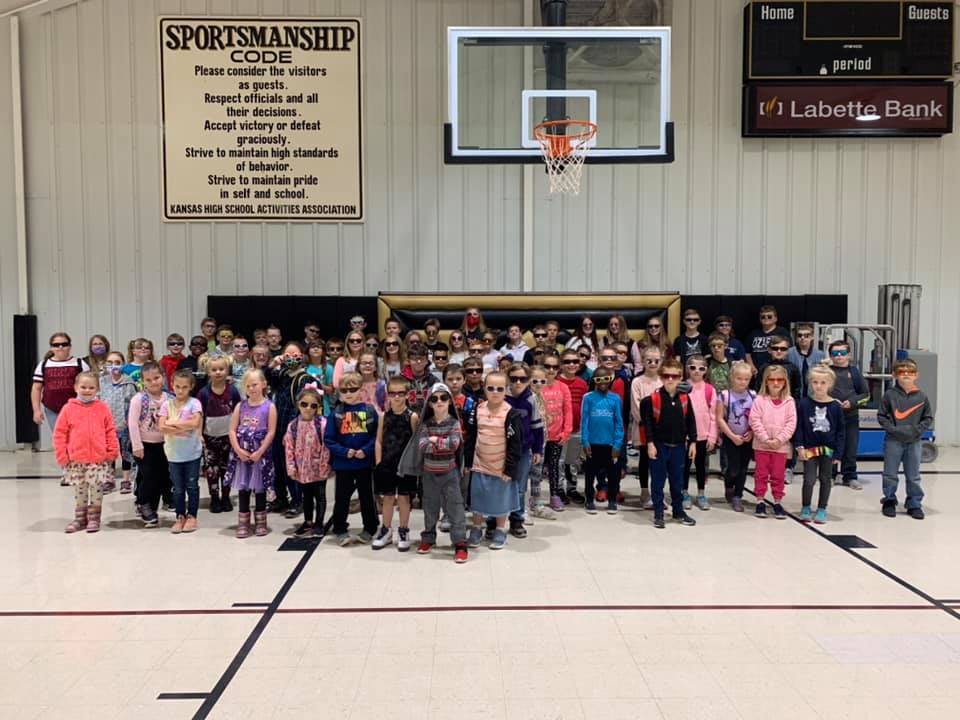 SPORTSMANSHIP
CODE
Please consider the visitors
as guests.
Respect officials and all
their decisions.
Accept victory or defeat
graciously.
Strive to maintain high standards
of behavior.
Strive to maintain pride
in self and school.
KANSAS HIGH SCHOOL ACTIVITIES ASSOCIATION
Home
Guests
period
Labette Bank